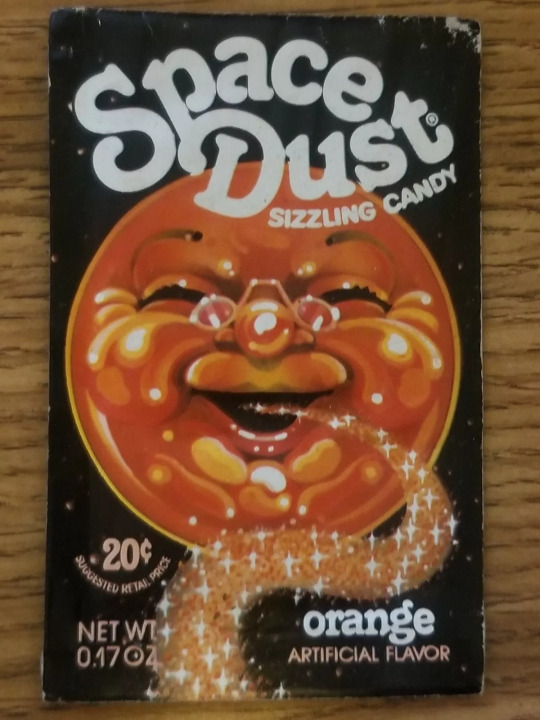 Space
Dust®
SIZZLING CANDY
20¢
SUGGESTED RETAIL PRICE
NET WT
0.17 OZ
orange
ARTIFICIAL FLAVOR